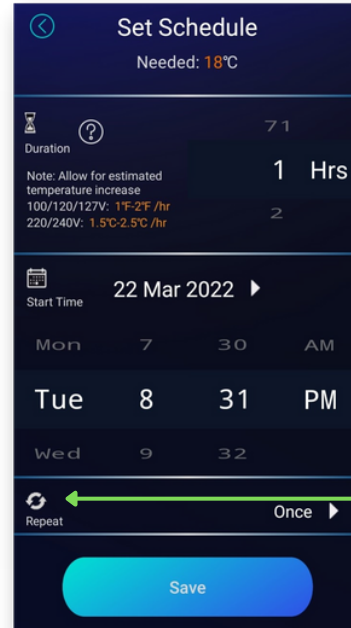 Set Schedule
Needed: 18°C
71
Duration
?
1 Hrs
Note: Allow for estimated
temperature increase
100/120/127V: 1°F-2°F /hr
2
220/240V: 1.5°C-2.5°C /hr
Start Time
22 Mar 2022
Mon 7 30 AM
Tue 8 31 PM
Wed 9 32
Repeat
Once
Save